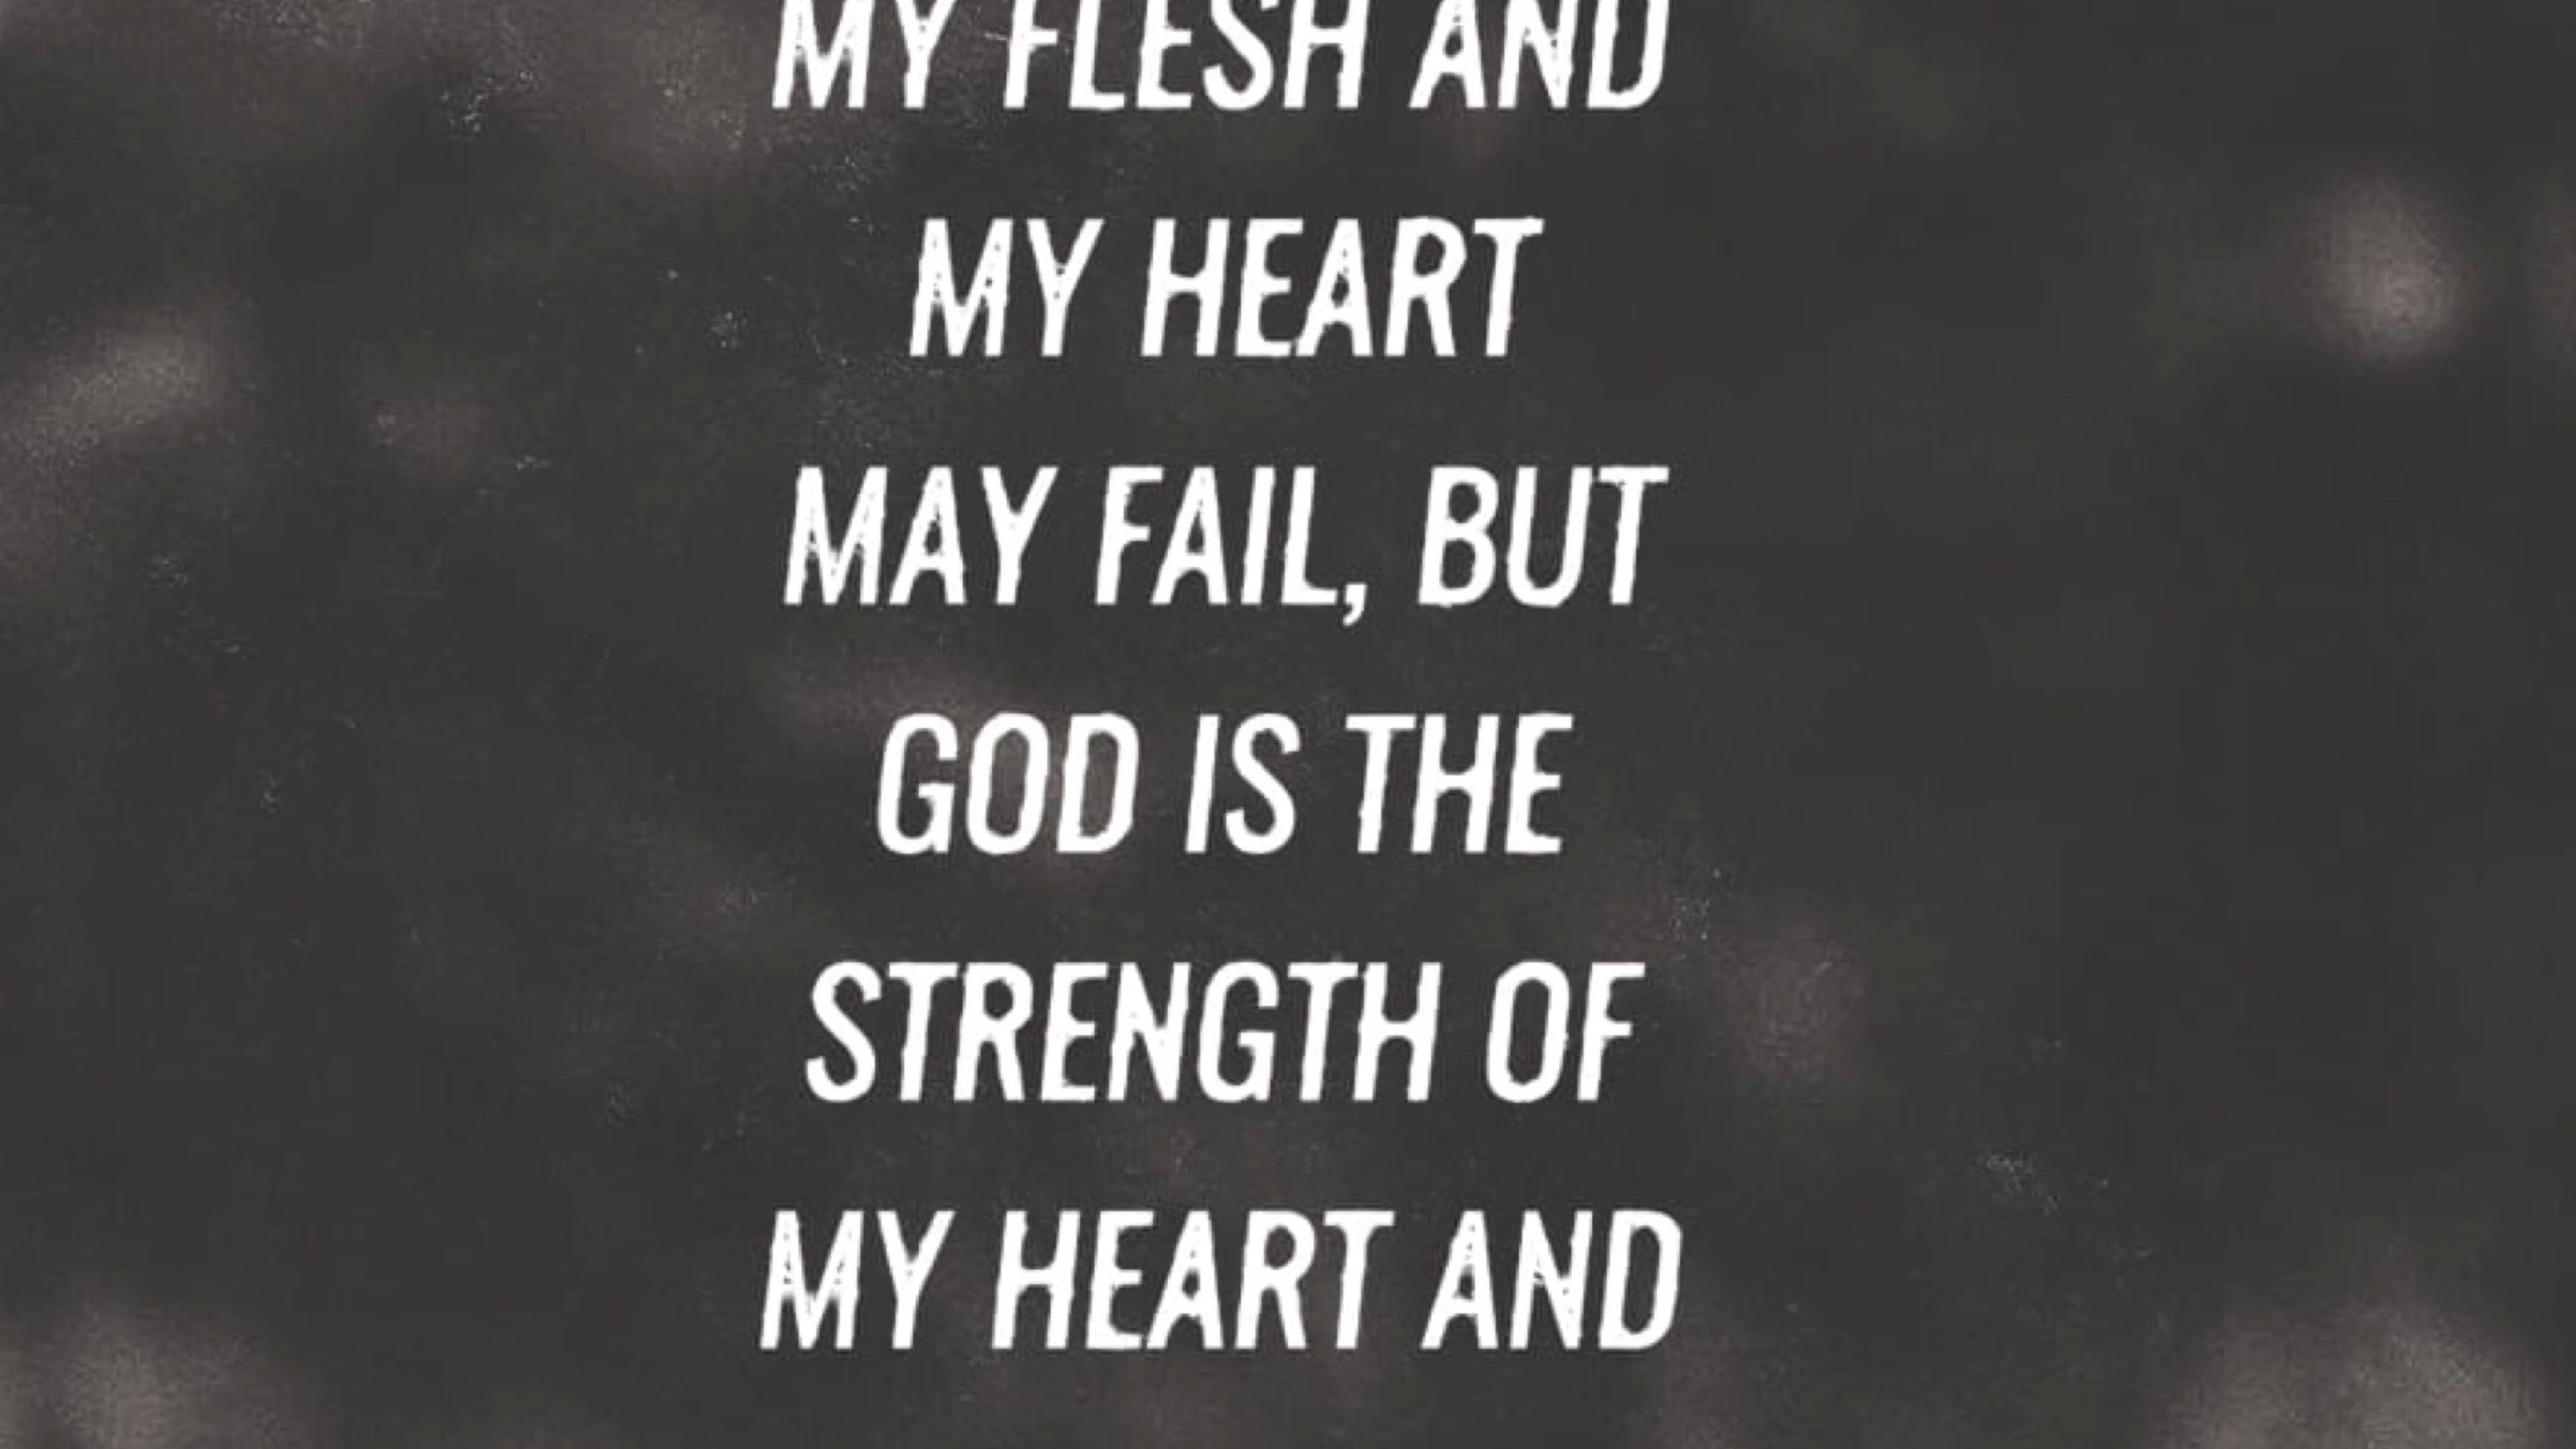 MY FLESH AND
MY HEART
MAY FAIL, BUT
GOD IS THE
STRENGTH OF
MY HEART AND